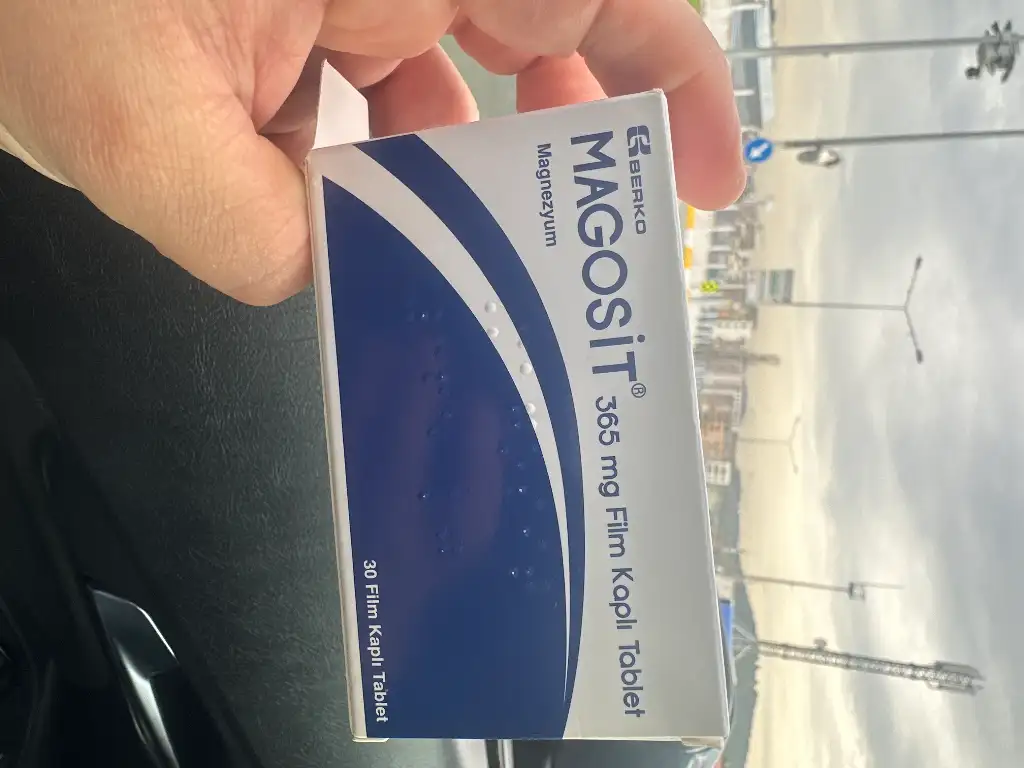 BERKO
MAGOSİT® 365 mg Film Kaplı Tablet
Magnezyum
30 Film Kaplı Tablet